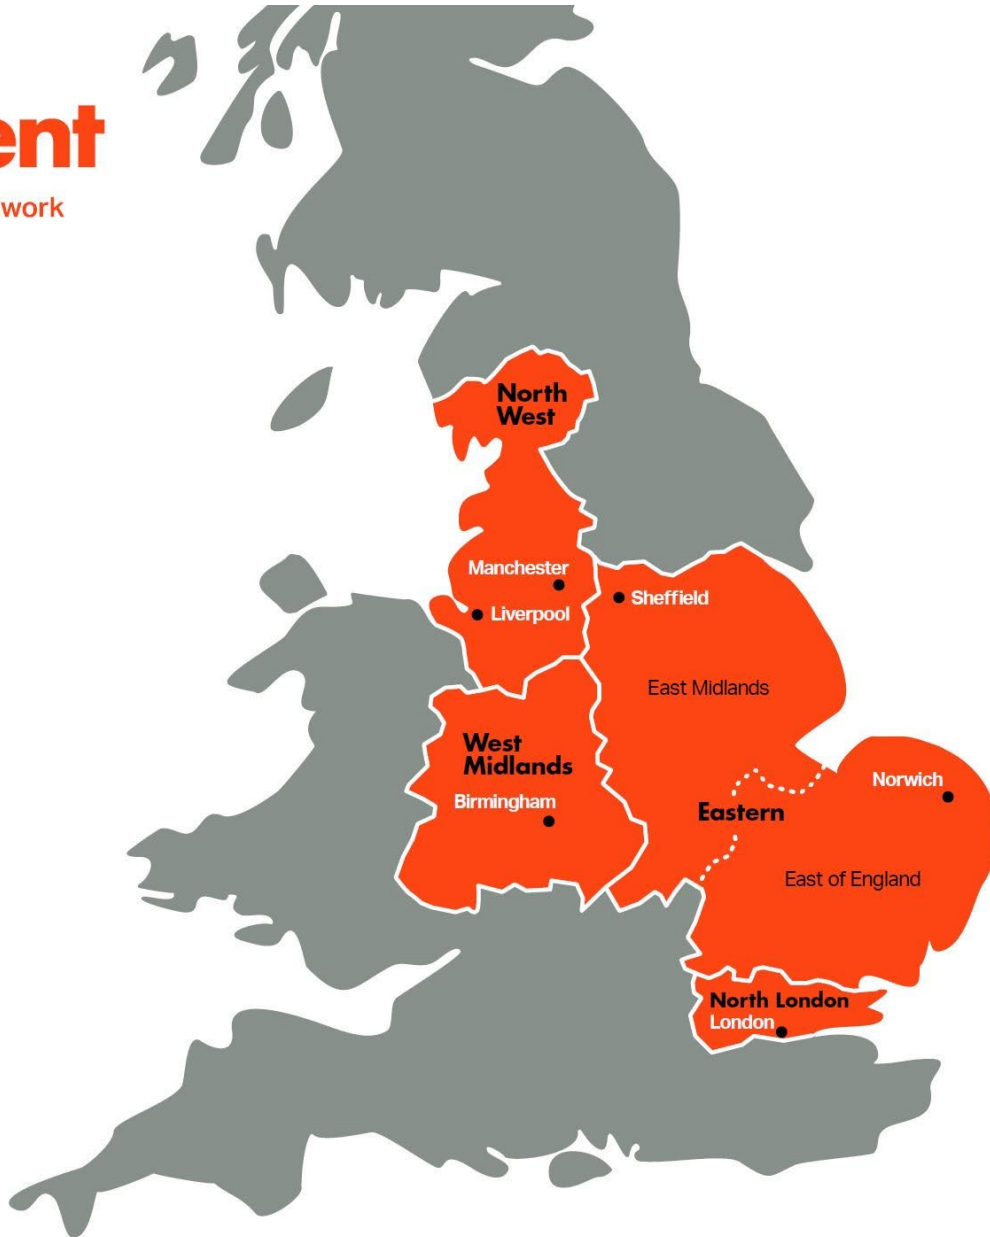 ent
work
North
West
Manchester
Liverpool
Sheffield
East Midlands
West
Midlands
Birmingham
Norwich
Eastern
East of England
North London
London